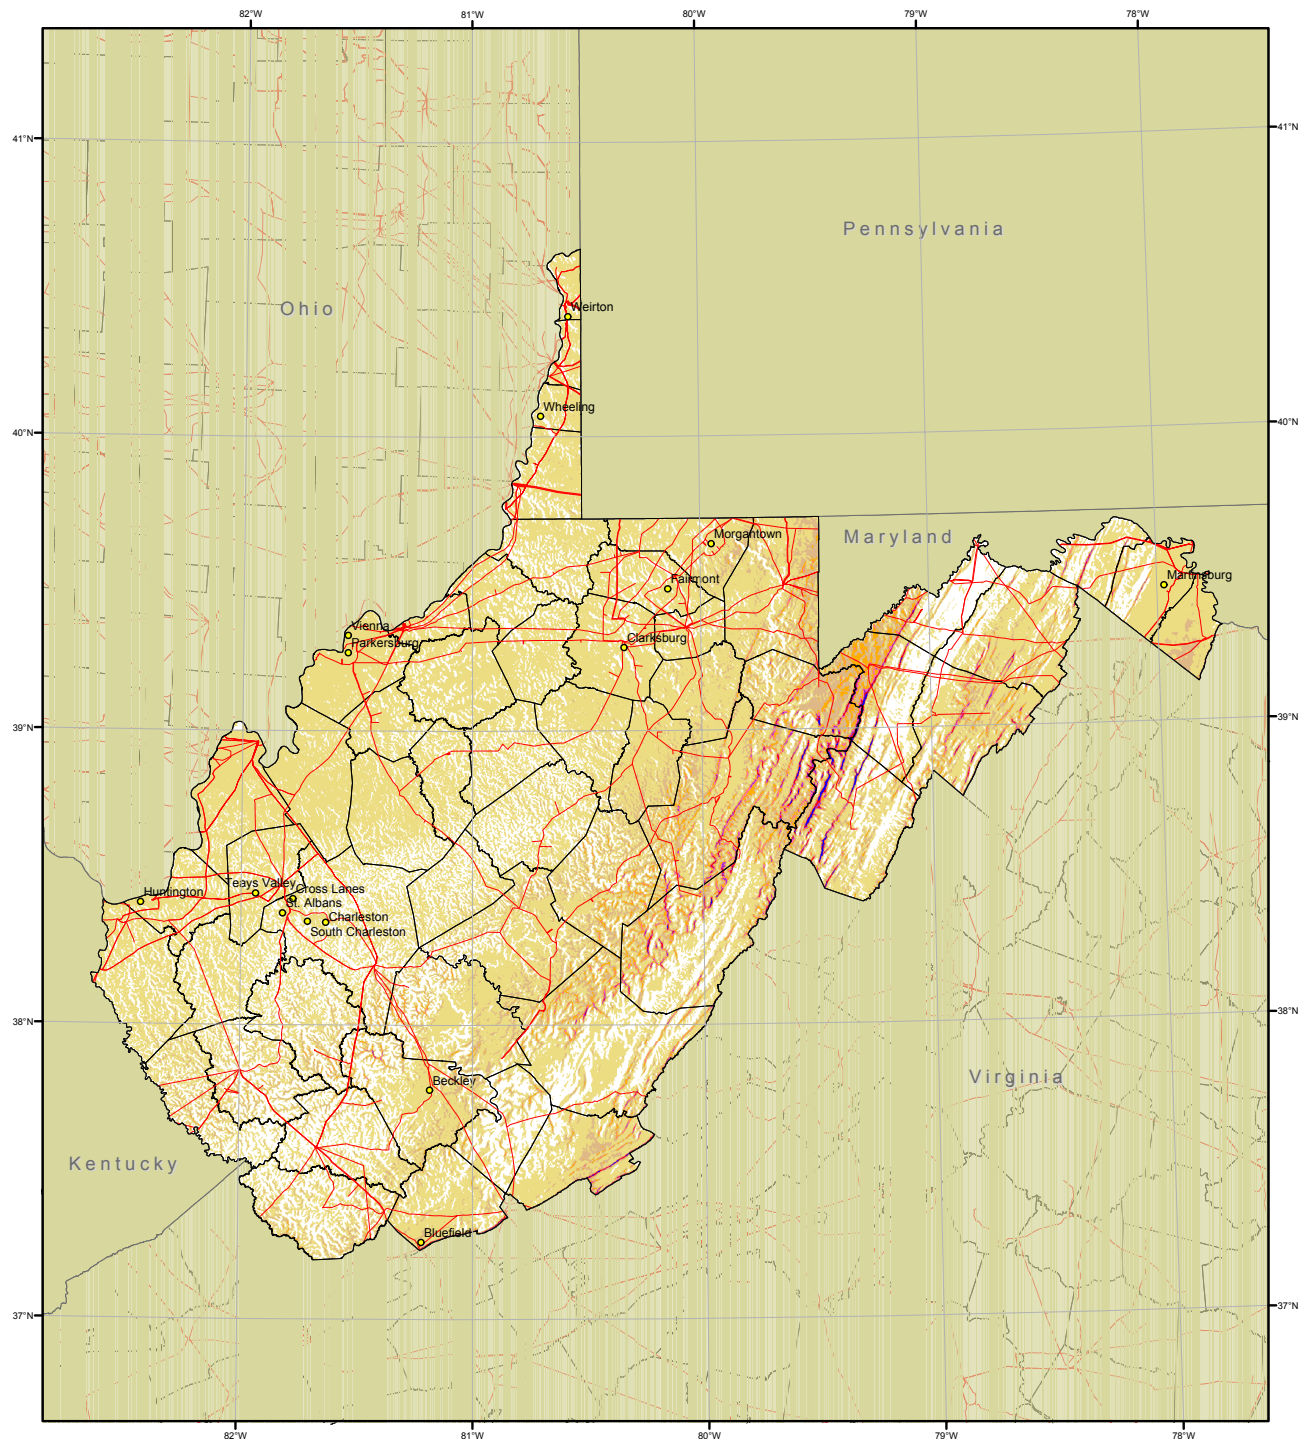 82°W 81°W 80°W 79°W 78°W
41°N 41°N
Pennsylvania
Ohio
Weirton
Wheeling
40°N 40°N
Morgantown
Maryland
Fairmont
Martinsburg
Vienna
Parkersburg
Clarksburg
39°N 39°N
Teays Valley
Huntington
Cross Lanes
St. Albans
Charleston
South Charleston
38°N 38°N
Beckley
Virginia
Kentucky
Bluefield
37°N 37°N
82°W 81°W 80°W 79°W 78°W